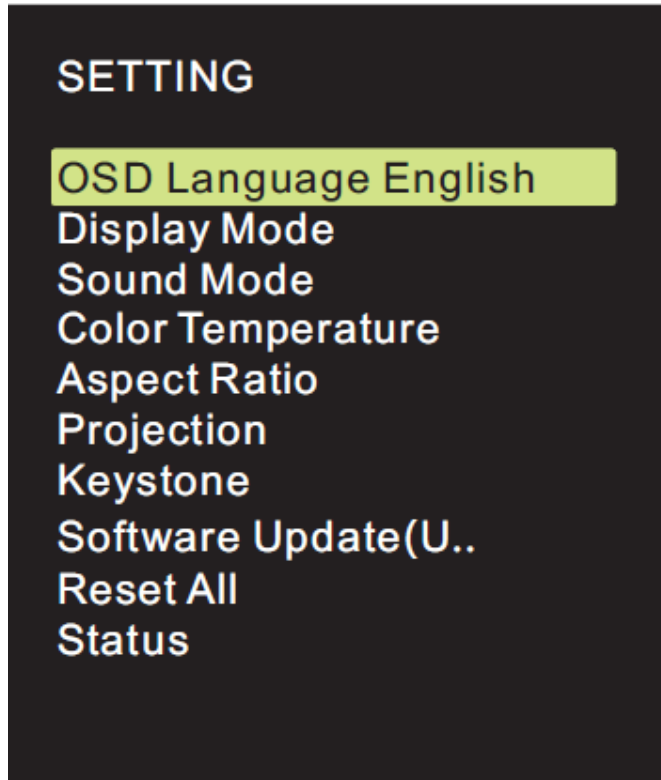 SETTING
OSD Language English
Display Mode
Sound Mode
Color Temperature
Aspect Ratio
Projection
Keystone
Software Update(U..
Reset All
Status